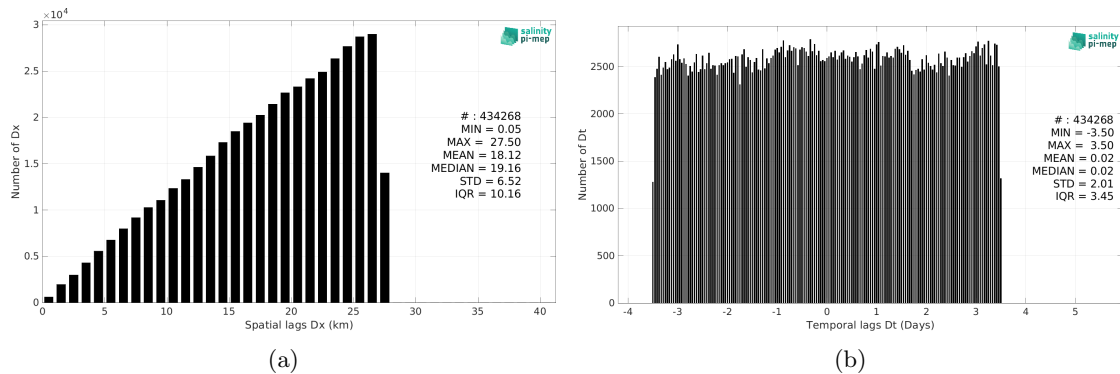 ×10⁴
3
2.5
2
1.5
1
0.5
0
Number of Dx
salinity
pi-mep
# : 434268
MIN = 0.05
MAX = 27.50
MEAN = 18.12
MEDIAN = 19.16
STD = 6.52
IQR = 10.16
0 5 10 15 20 25 30 35 40
Spatial lags Dx (km)
(a)
2500
2000
1500
1000
500
0
Number of Dt
salinity
pi-mep
# : 434268
MIN = -3.50
MAX = 3.50
MEAN = 0.02
MEDIAN = 0.02
STD = 2.01
IQR = 3.45
-4 -3 -2 -1 0 1 2 3 4 5
Temporal lags Dt (Days)
(b)